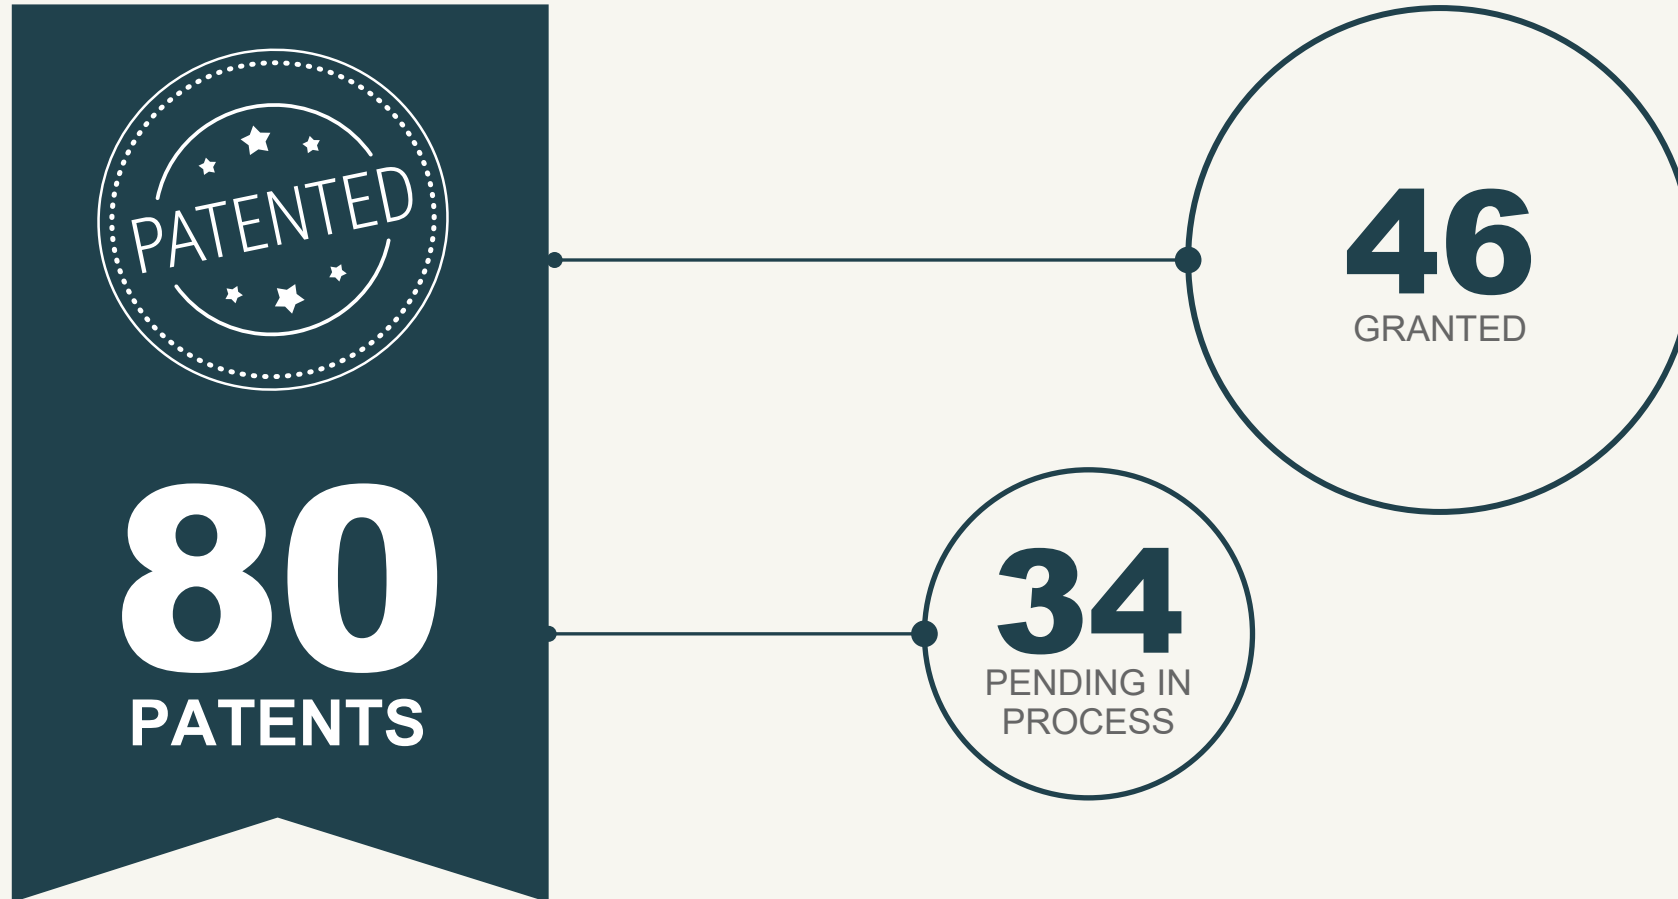 PATENTED
80
PATENTS
46
GRANTED
34
PENDING IN
PROCESS